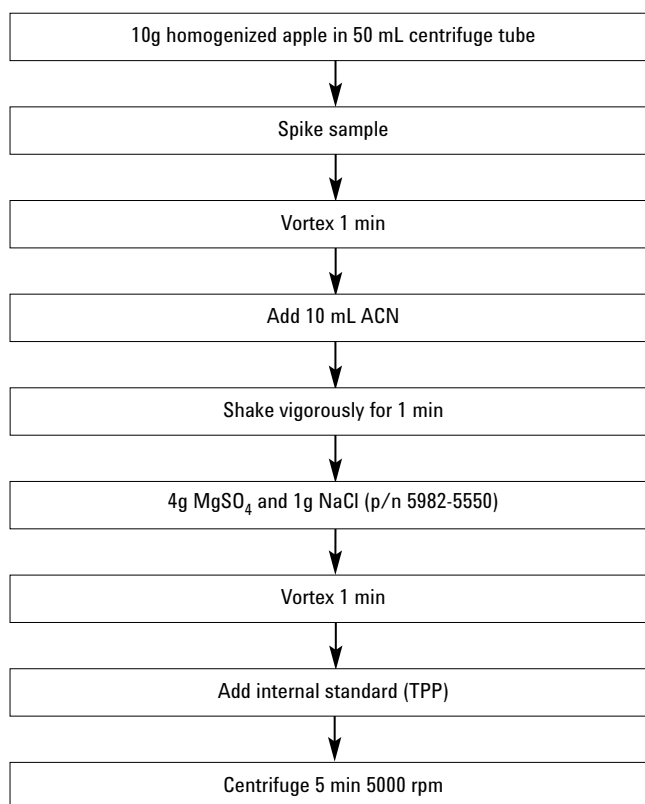 10g homogenized apple in 50 mL centrifuge tube
Spike sample
Vortex 1 min
Add 10 mL ACN
Shake vigorously for 1 min
4g MgSO₄ and 1g NaCl (p/n 5982-5550)
Vortex 1 min
Add internal standard (TPP)
Centrifuge 5 min 5000 rpm